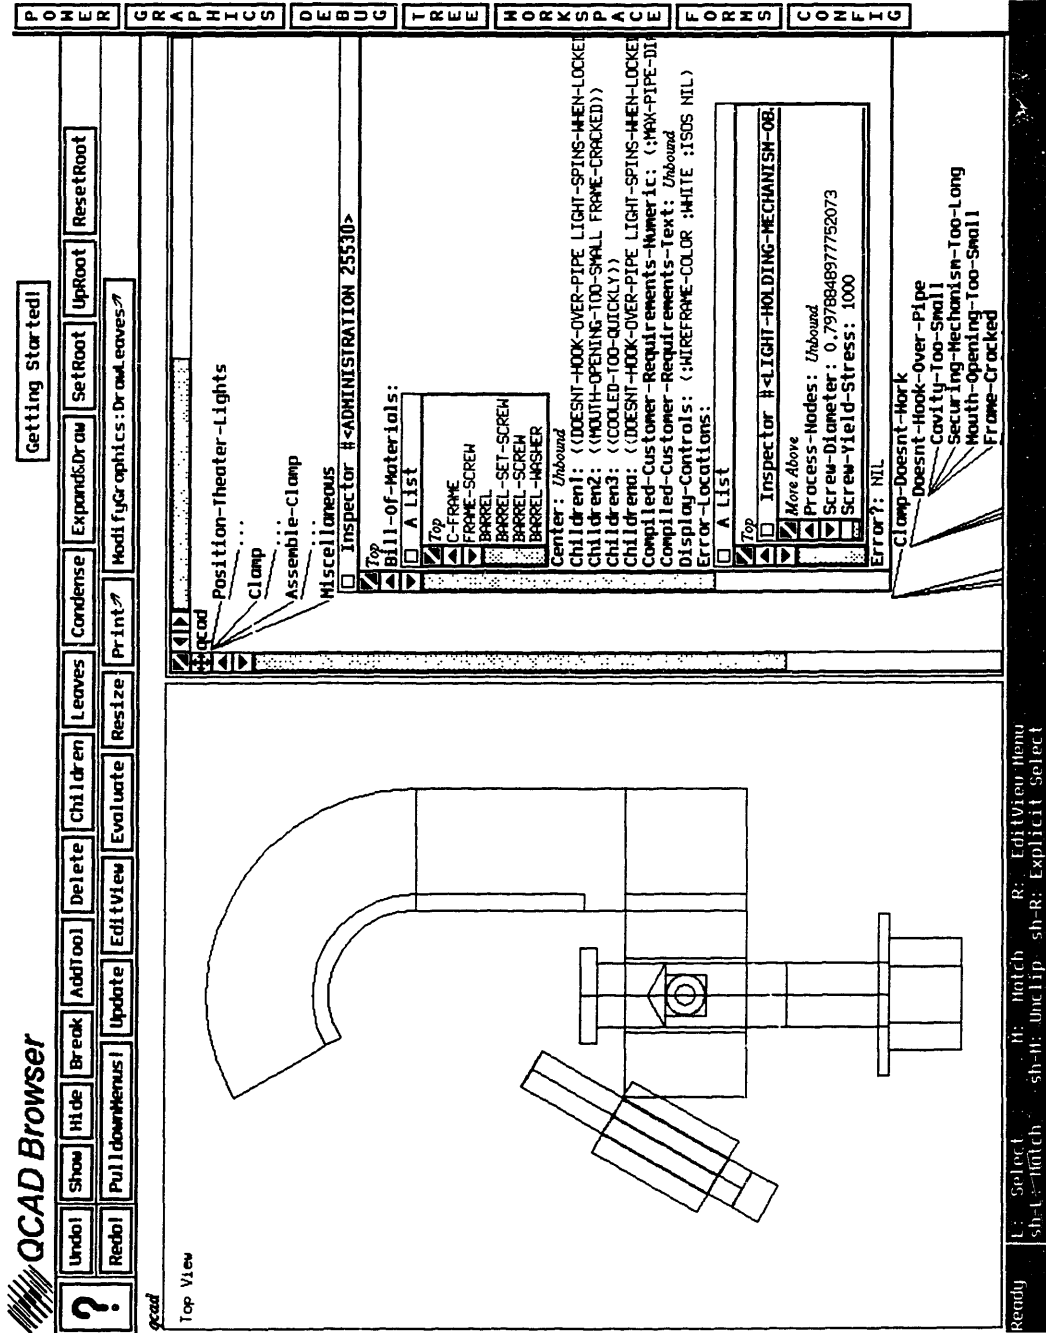 QCAD Browser
Getting Started!
?
Undo! Show Hide Break AddTool Delete Children Leaves Condense Expand&Draw SetRoot UpRoot ResetRoot
Redo! PulldownMenus! Update EditView Evaluate Resize Print↗ ModifyGraphics:DrawLeaves↗
POWER
GRAPHICS
DEBUG
TREE
WORKSPACE
FORMS
CONFIG
qcad
Top View
qcad
Position-Theater-Lights
...
Clamp
...
Assemble-Clamp
...
Miscellaneous
Inspector #<ADMINISTRATION 25530>
Top
Bill-Of-Materials:
A List
Top
C-FRAME
FRAME-SCREW
BARREL
BARREL-SET-SCREW
BARREL-SCREW
BARREL-WASHER
Center: Unbound
Children1: ((DOESNT-HOOK-OVER-PIPE LIGHT-SPINS-WHEN-LOCKED
Children2: ((MOUTH-OPENING-TOO-SMALL FRAME-CRACKED))
Children3: ((COOLED-TOO-QUICKLY))
Childrena: ((DOESNT-HOOK-OVER-PIPE LIGHT-SPINS-WHEN-LOCKED
Compiled-Customer-Requirements-Numeric: (:MAX-PIPE-DI
Compiled-Customer-Requirements-Text: Unbound
Display-Controls: (:WIREFRAME-COLOR :WHITE :ISOS NIL)
Error-Locations:
A List
Top
Inspector #<LIGHT-HOLDING-MECHANISM-OB
More Above
Process-Nodes: Unbound
Screw-Diameter: 0.7978848977752073
Screw-Yield-Stress: 1000
Error?: NIL
Clamp-Doesnt-Work
Doesnt-Hook-Over-Pipe
Cavity-Too-Small
Securing-Mechanism-Too-Long
Mouth-Opening-Too-Small
Frame-Cracked
Ready L: Select M: Match R: EditView Menu
sh-L: Match sh-M: Unclip sh-R: Explicit Select